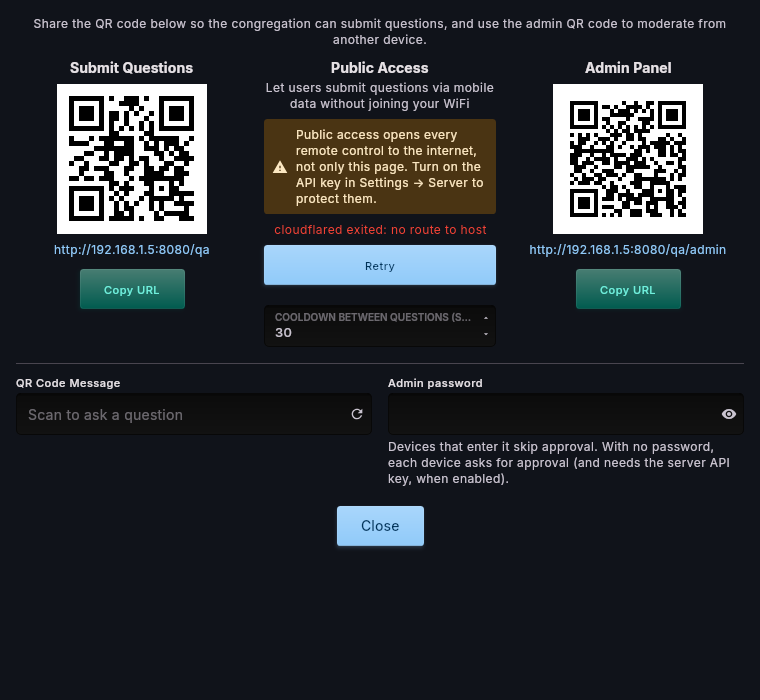 Share the QR code below so the congregation can submit questions, and use the admin QR code to moderate from
another device.
Submit Questions
http://192.168.1.5:8080/qa
Copy URL
Public Access
Let users submit questions via mobile
data without joining your WiFi
Public access opens every
remote control to the internet,
not only this page. Turn on the
API key in Settings → Server to
protect them.
cloudflared exited: no route to host
Retry
COOLDOWN BETWEEN QUESTIONS (S...
30
Admin Panel
http://192.168.1.5:8080/qa/admin
Copy URL
QR Code Message
Scan to ask a question
Admin password
Devices that enter it skip approval. With no password,
each device asks for approval (and needs the server API
key, when enabled).
Close